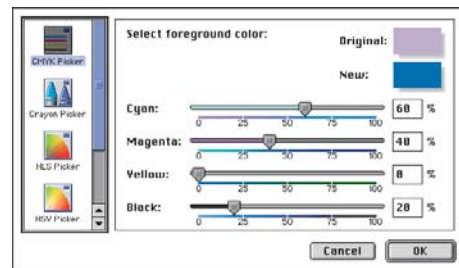 CMYK Picker
Crayon Picker
HLS Picker
HSV Picker
Select foreground color:
Original:
New:
Cyan:
0 25 50 75 100
60 %
Magenta:
0 25 50 75 100
40 %
Yellow:
0 25 50 75 100
0 %
Black:
0 25 50 75 100
20 %
Cancel
OK